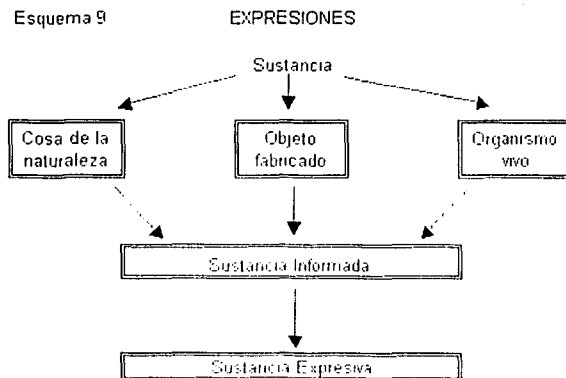 Esquema 9 EXPRESIONES
Sustancia
Cosa de la naturaleza
Objeto fabricado
Organismo vivo
Sustancia Informada
Sustancia Expresiva